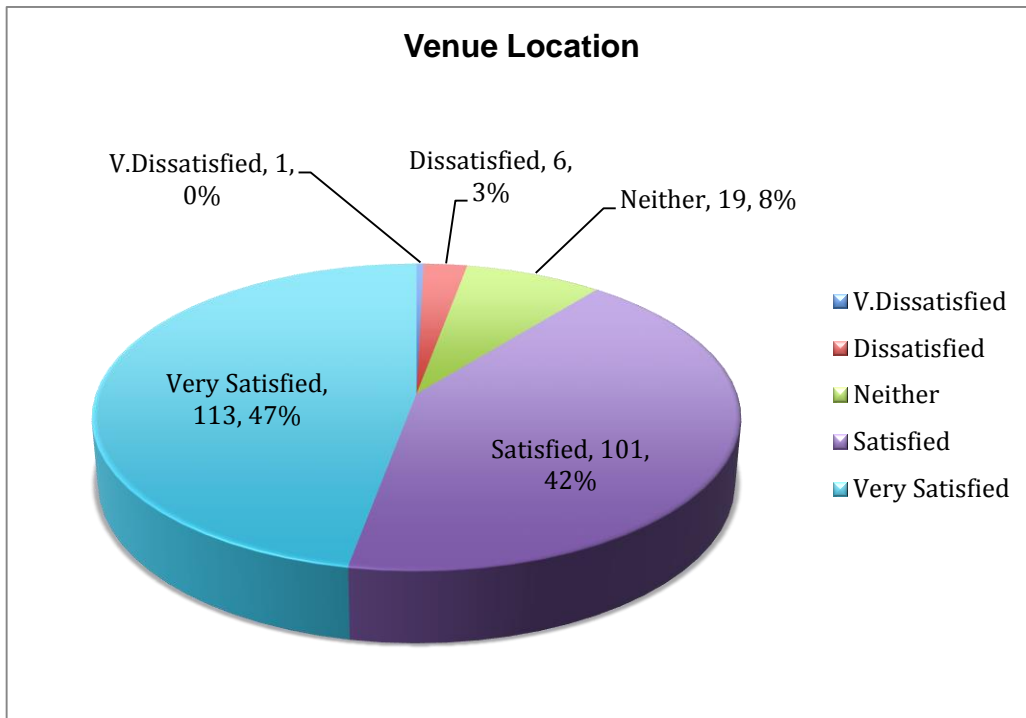 Venue Location
V.Dissatisfied, 1,
0%
Dissatisfied, 6,
3%
Neither, 19, 8%
Very Satisfied,
113, 47%
Satisfied, 101,
42%
V.Dissatisfied
Dissatisfied
Neither
Satisfied
Very Satisfied